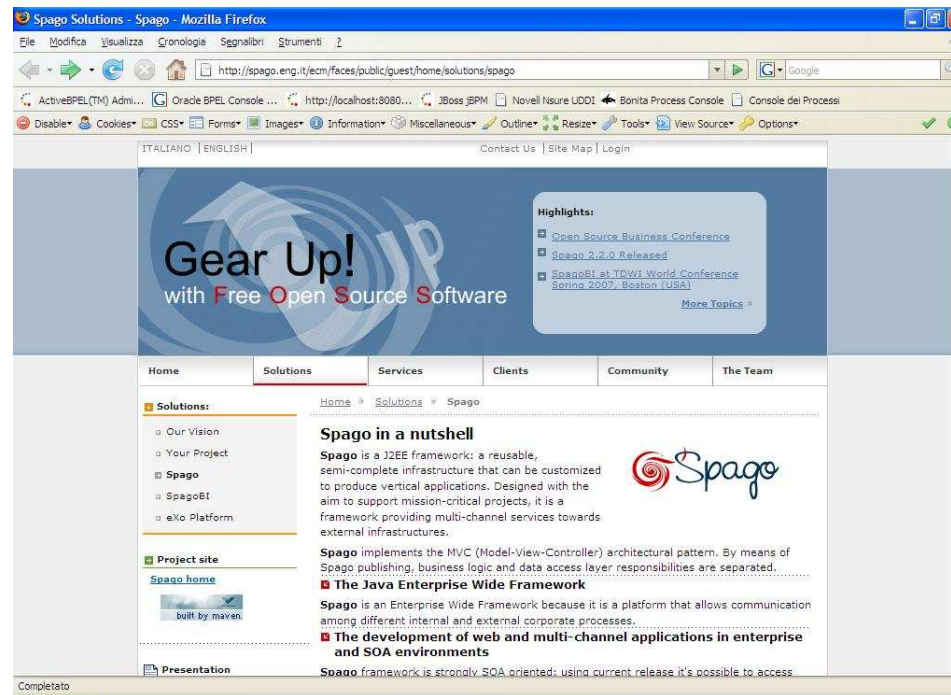 Spago Solutions - Spago - Mozilla Firefox
File Modifica Visualizza Cronologia Segnalibri Strumenti ?
http://spago.eng.it/ecm/faces/public/guest/home/solutions/spago
Google
ActiveBPEL(TM) Admi... Oracle BPEL Console ... http://localhost:8080... JBoss jBPM Novell Nsure UDDI Bonita Process Console Console dei Processi
Disable Cookies CSS Forms Images Information Miscellaneous Outline Resize Tools View Source Options
ITALIANO | ENGLISH | Contact Us | Site Map | Login
Gear Up!
with Free Open Source Software
Highlights:
Open Source Business Conference
Spago 2.2.0 Released
SpagoBI at TDWI World Conference
Spring 2007, Boston (USA)
More Topics »
Home Solutions Services Clients Community The Team
Solutions:
Our Vision
Your Project
Spago
SpagoBI
eXo Platform
Project site
Spago home
built by maven
Presentation
Home » Solutions » Spago
Spago in a nutshell
Spago is a J2EE framework: a reusable,
semi-complete infrastructure that can be customized
to produce vertical applications. Designed with the
aim to support mission-critical projects, it is a
framework providing multi-channel services towards
external infrastructures.
Spago
Spago implements the MVC (Model-View-Controller) architectural pattern. By means of
Spago publishing, business logic and data access layer responsibilities are separated.
The Java Enterprise Wide Framework
Spago is an Enterprise Wide Framework because it is a platform that allows communication
among different internal and external corporate processes.
The development of web and multi-channel applications in enterprise
and SOA environments
Spago framework is strongly SOA oriented: using current release it's possible to access
Completato